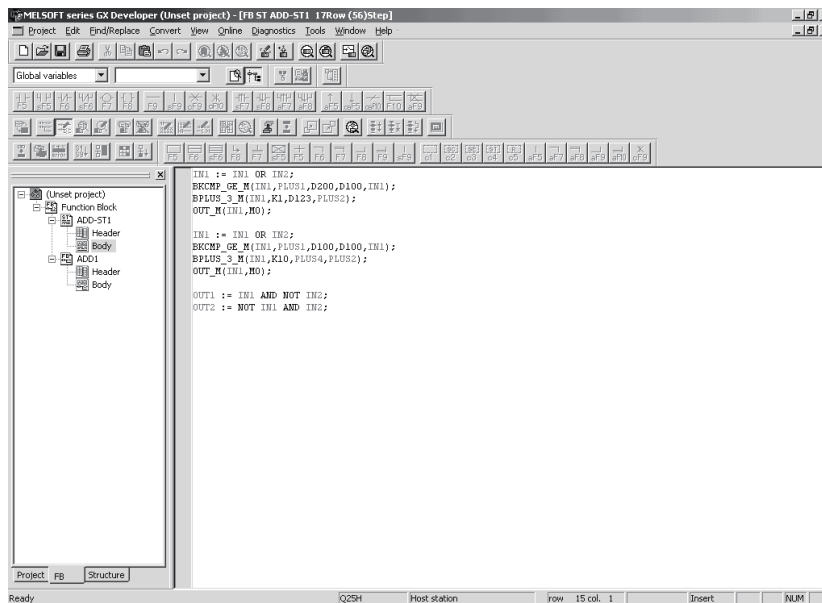 MELSOFT series GX Developer (Unset project) - [FB ST ADD-ST1 17Row (56)Step]
Project Edit Find/Replace Convert View Online Diagnostics Tools Window Help
Global variables
IN1 := IN1 OR IN2;
BKCMP_GE_M(IN1,PLUS1,D200,D100,IN1);
BPLUS_3_M(IN1,K1,D123,PLUS2);
OUT_M(IN1,M0);
IN1 := IN1 OR IN2;
BKCMP_GE_M(IN1,PLUS1,D100,D100,IN1);
BPLUS_3_M(IN1,K10,PLUS4,PLUS2);
OUT_M(IN1,M0);
OUT1 := IN1 AND NOT IN2;
OUT2 := NOT IN1 AND IN2;
(Unset project)
Function Block
ADD-ST1
Header
Body
ADD1
Header
Body
Project FB Structure
Ready Q25H Host station row 15 col. 1 Insert NUM